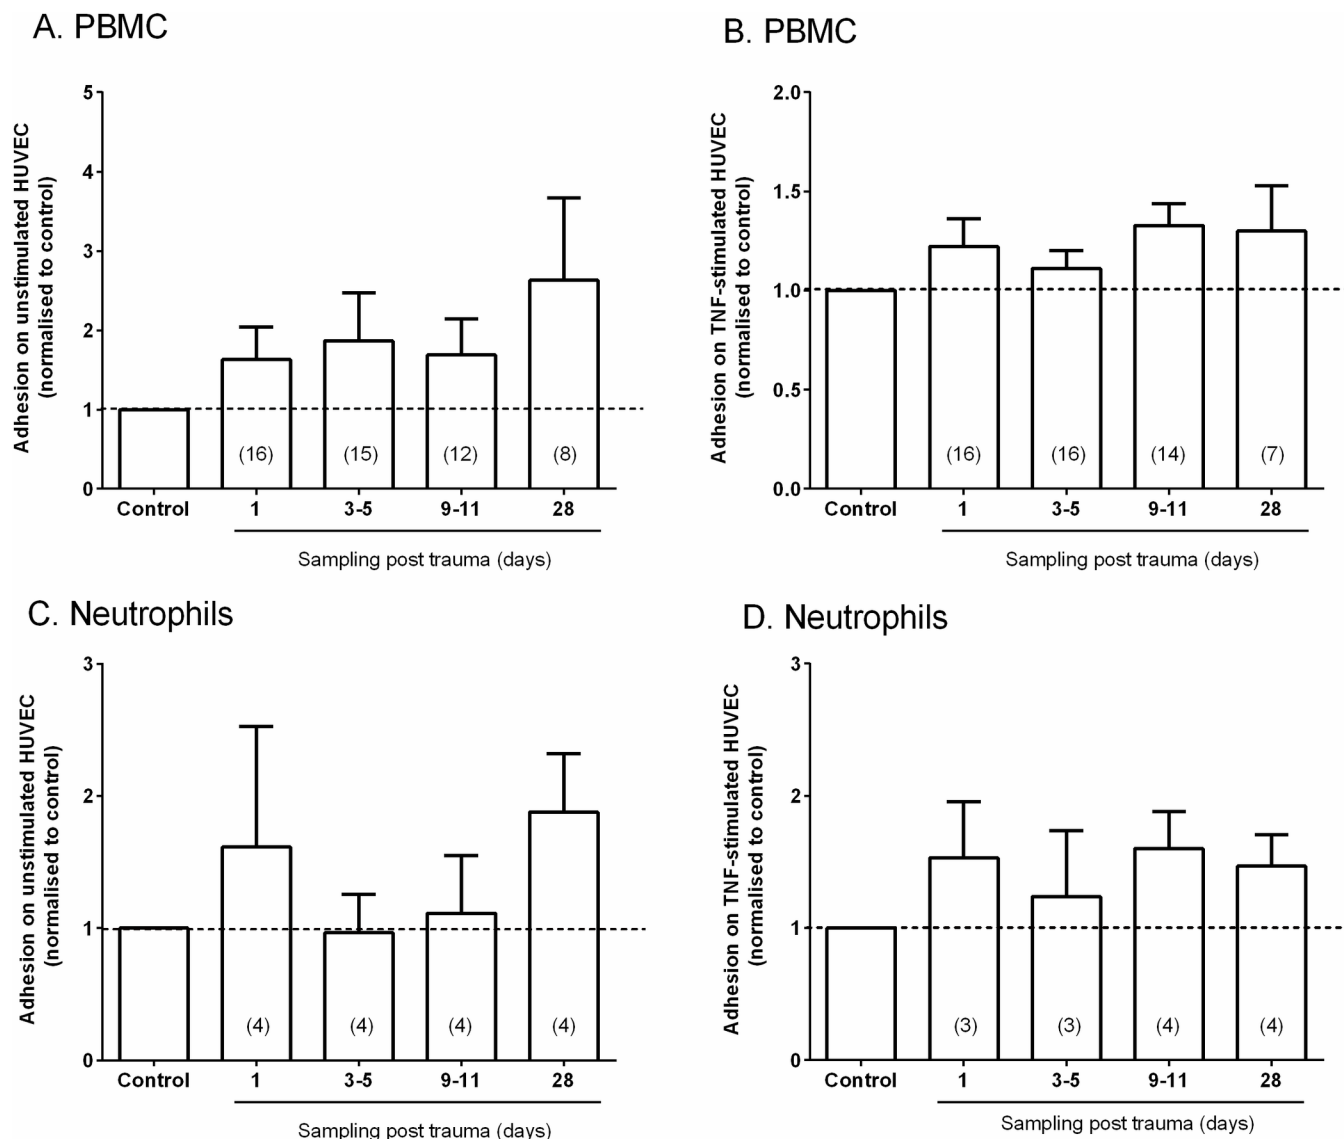 A. PBMC
Adhesion on unstimulated HUVEC
(normalised to control)
5
4
3
2
1
0
(16)
(15)
(12)
(8)
Control
1
3-5
9-11
28
Sampling post trauma (days)
B. PBMC
Adhesion on TNF-stimulated HUVEC
(normalised to control)
2.0
1.5
1.0
0.5
0.0
(16)
(16)
(14)
(7)
Control
1
3-5
9-11
28
Sampling post trauma (days)
C. Neutrophils
Adhesion on unstimulated HUVEC
(normalised to control)
3
2
1
0
(4)
(4)
(4)
(4)
Control
1
3-5
9-11
28
Sampling post trauma (days)
D. Neutrophils
Adhesion on TNF-stimulated HUVEC
(normalised to control)
3
2
1
0
(3)
(3)
(4)
(4)
Control
1
3-5
9-11
28
Sampling post trauma (days)